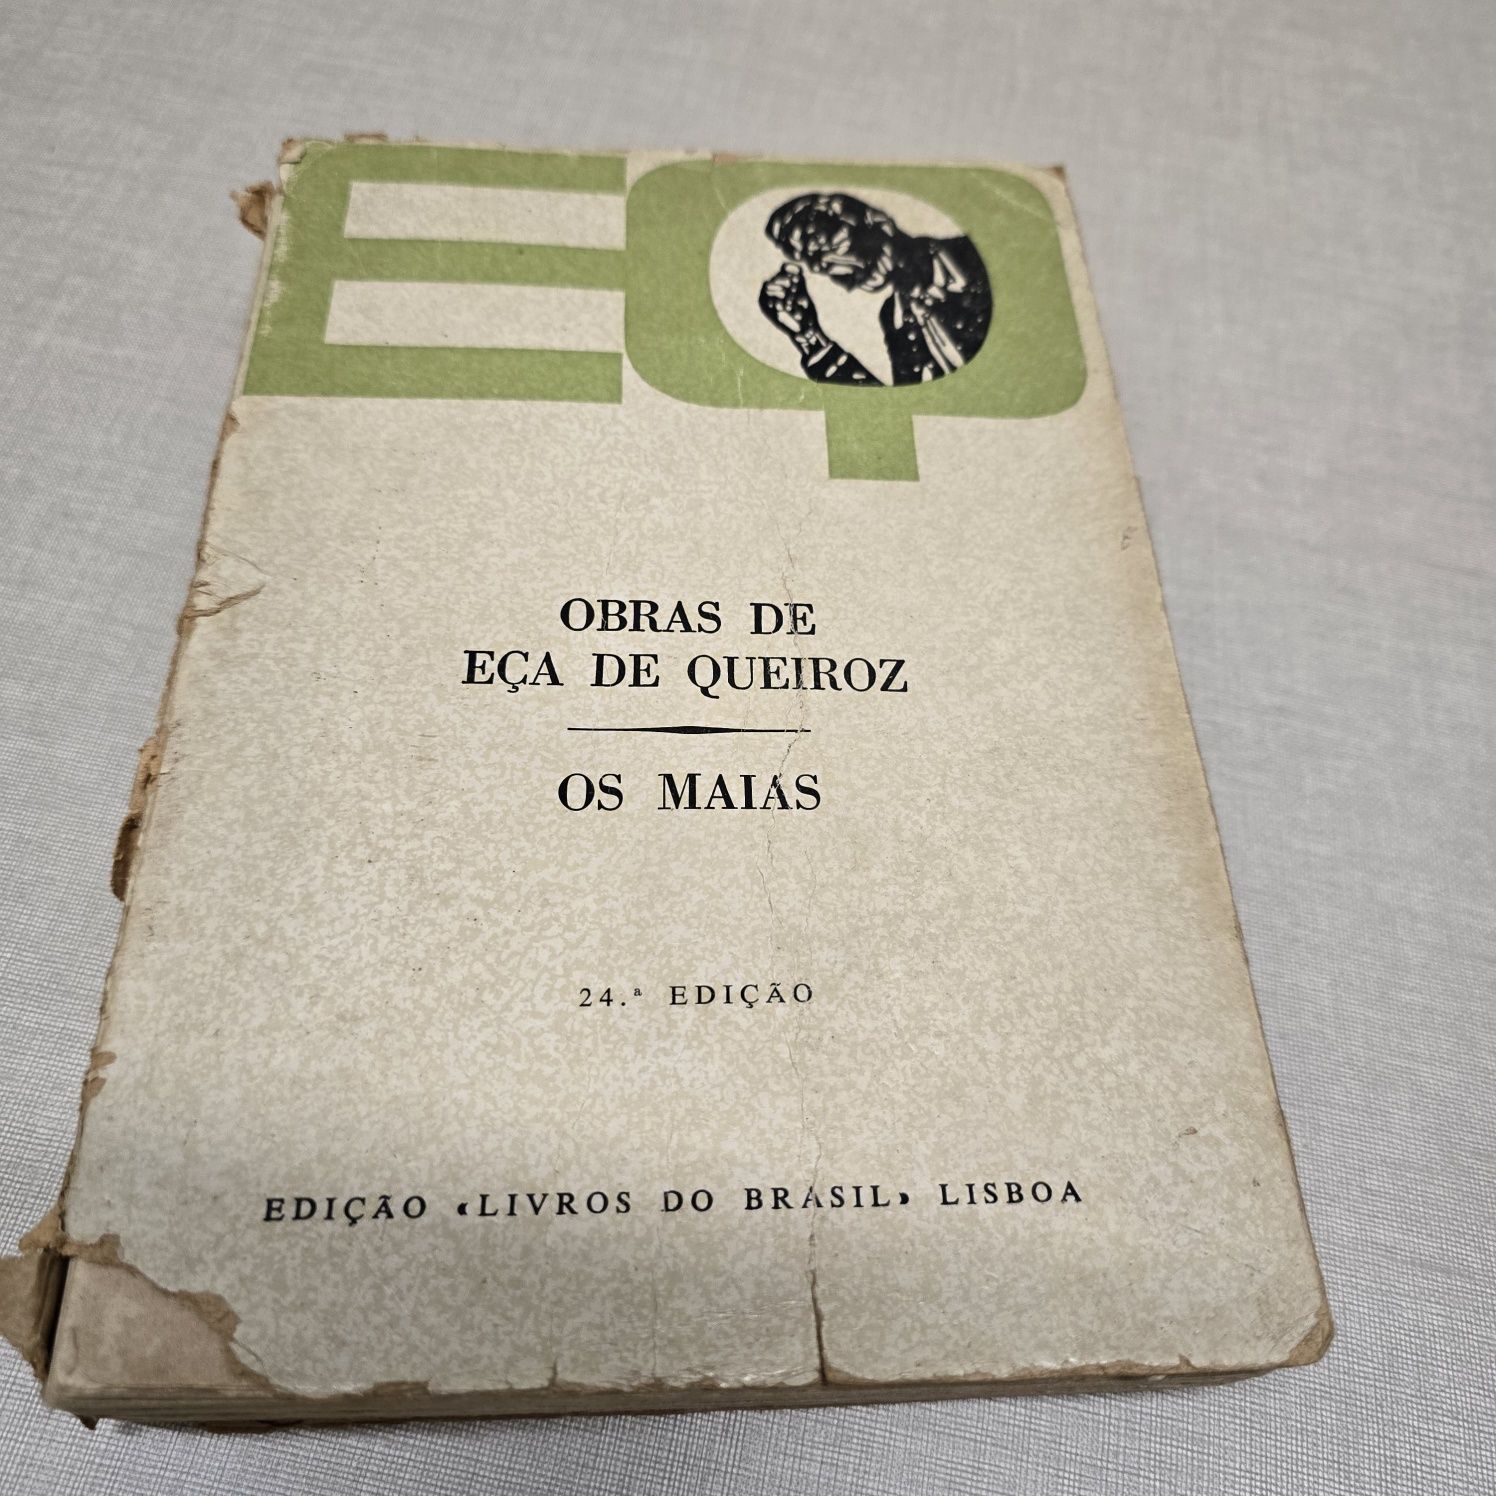 EQ
OBRAS DE
EÇA DE QUEIROZ
OS MAIAS
24.ª EDIÇÃO
EDIÇÃO «LIVROS DO BRASIL» LISBOA